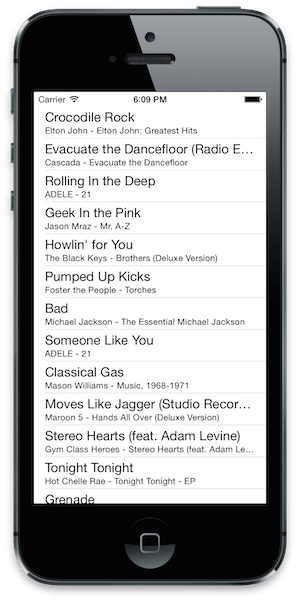 Carrier 6:09 PM
Crocodile Rock
Elton John - Elton John: Greatest Hits
Evacuate the Dancefloor (Radio E…
Cascada - Evacuate the Dancefloor
Rolling In the Deep
ADELE - 21
Geek In the Pink
Jason Mraz - Mr. A-Z
Howlin' for You
The Black Keys - Brothers (Deluxe Version)
Pumped Up Kicks
Foster the People - Torches
Bad
Michael Jackson - The Essential Michael Jackson
Someone Like You
ADELE - 21
Classical Gas
Mason Williams - Music, 1968-1971
Moves Like Jagger (Studio Recor…
Maroon 5 - Hands All Over (Deluxe Version)
Stereo Hearts (feat. Adam Levine)
Gym Class Heroes - Stereo Hearts (feat. Adam Le…
Tonight Tonight
Hot Chelle Rae - Tonight Tonight - EP
Grenade